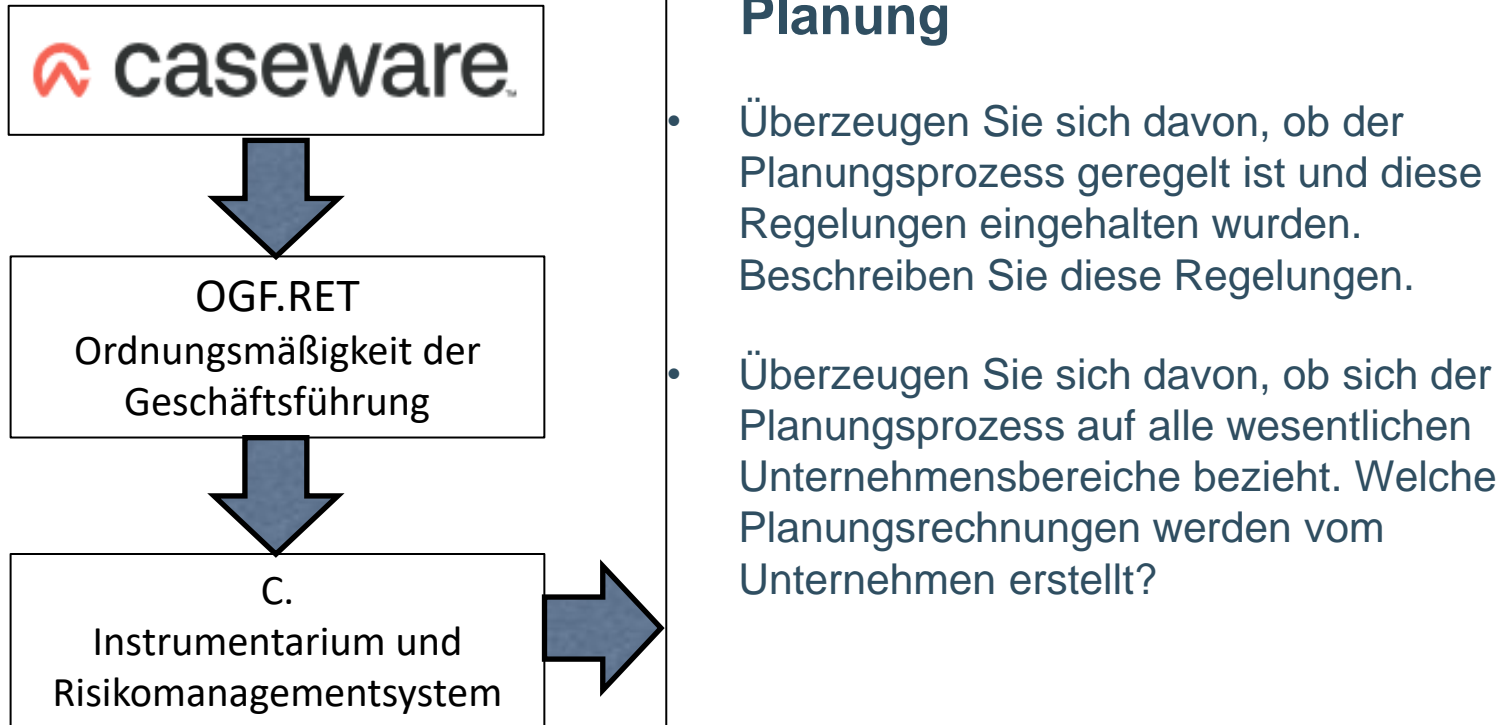 caseware™
OGF.RET
Ordnungsmäßigkeit der
Geschäftsführung
C.
Instrumentarium und
Risikomanagementsystem
Planung
• Überzeugen Sie sich davon, ob der
Planungsprozess geregelt ist und diese
Regelungen eingehalten wurden.
Beschreiben Sie diese Regelungen.
• Überzeugen Sie sich davon, ob sich der
Planungsprozess auf alle wesentlichen
Unternehmensbereiche bezieht. Welche
Planungsrechnungen werden vom
Unternehmen erstellt?